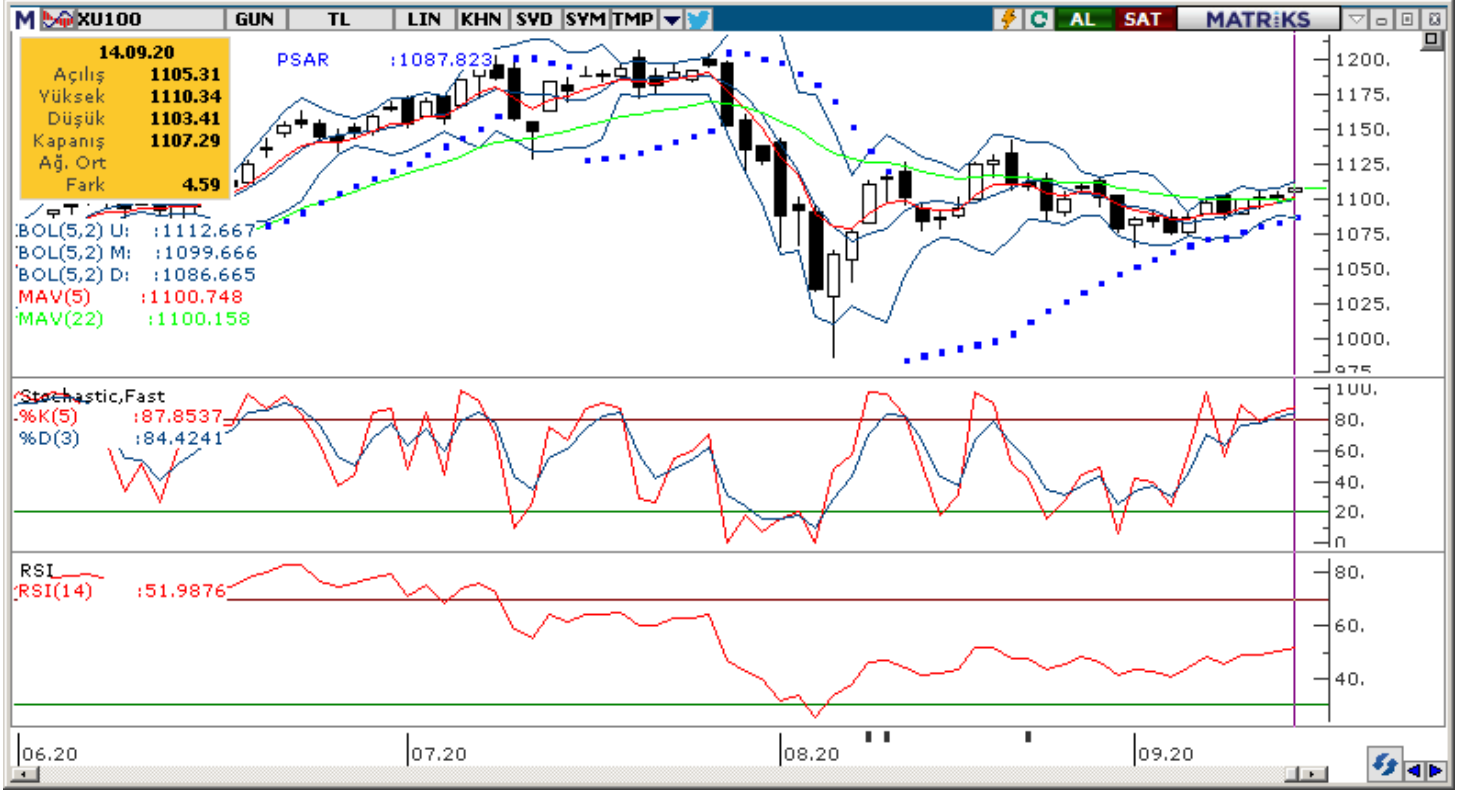 M XU100 GUN TL LIN KHN SVD SYM TMP AL SAT MATRİKS
14.09.20
Açılış 1105.31
Yüksek 1110.34
Düşük 1103.41
Kapanış 1107.29
Ağ. Ort
Fark 4.59
PSAR :1087.823
BOL(5,2) U: :1112.667
BOL(5,2) M: :1099.666
BOL(5,2) D: :1086.665
MAV(5) :1100.748
MAV(22) :1100.158
1200.
1175.
1150.
1125.
1100.
1075.
1050.
1025.
1000.
975
Stochastic,Fast
%K(5) :87.8537
%D(3) :84.4241
100.
80.
60.
40.
20.
0
RSI
RSI(14) :51.9876
80.
60.
40.
06.20 07.20 08.20 09.20